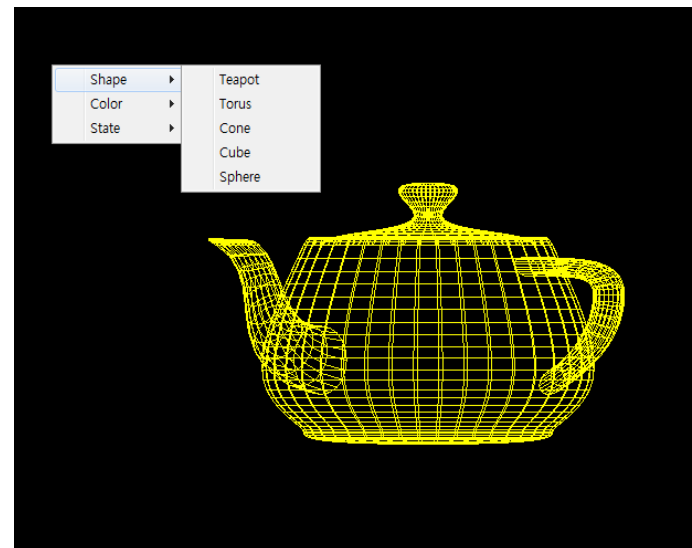 Shape
Color
State
Teapot
Torus
Cone
Cube
Sphere